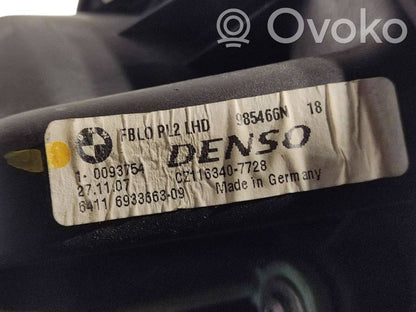 Ovoko
FBLO PL2 LHD 985466N 18
DENSO
1- 0093754 CZ116340-7728
27.11.07 Made in Germany
6411 6933663-09